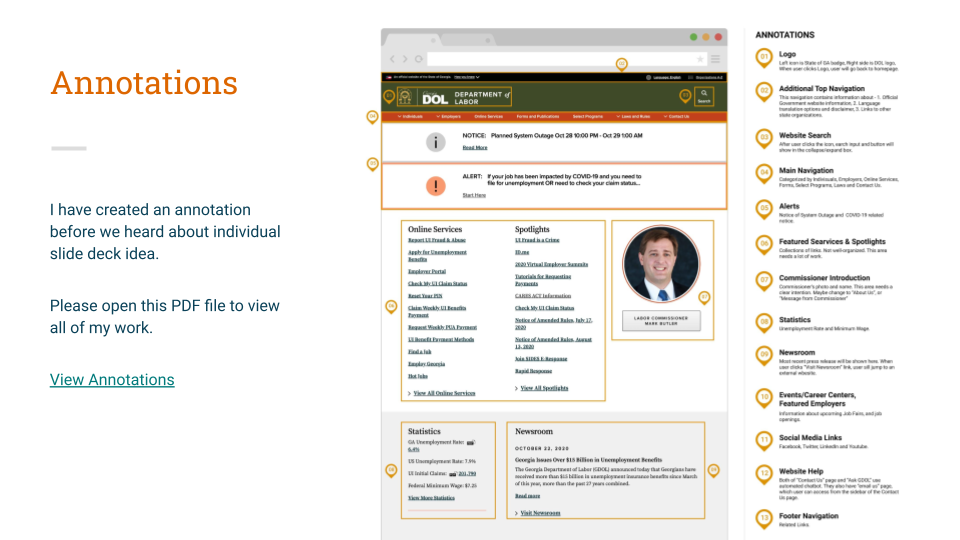 Annotations
I have created an annotation
before we heard about individual
slide deck idea.
Please open this PDF file to view
all of my work.
View Annotations
An official website of the State of Georgia.
Language: English
02
01
DOL
DEPARTMENT
LABOR
03
Search
04
Individuals
Employers
Online Services
Forms and Publications
Select Programs
Laws and Rules
Contact Us
NOTICE: Planned System Outage Oct 28 10:00 PM - Oct 29 1:00 AM
Read More
05
ALERT: If your job has been impacted by COVID-19 and you need to
file for unemployment OR need to check your claim status...
Start Here
Online Services
Report UI Fraud & Abuse
Apply for Unemployment
Benefits
Employer Portal
Check My UI Claim Status
Reset Your PIN
Claim Weekly UI Benefits
Payment
Request Weekly PUA Payment
UI Benefit Payment Methods
Find a Job
Employ Georgia
Hot Jobs
View All Online Services
06
Spotlights
UI Fraud is a Crime
ID.me
2020 Virtual Employer Summits
Tutorials for Requesting
Payments
CARES ACT Information
Check My UI Claim Status
Notice of Amended Rules, July 17,
2020
Notice of Amended Rules, August
13, 2020
Join SIDES E-Response
Rapid Response
View All Spotlights
07
LABOR COMMISSIONER
MARK BUTLER
Statistics
GA Unemployment Rate:
6.4%
US Unemployment Rate: 7.9%
US Initial Claims:
Federal Minimum Wage: $7.25
View More Statistics
08
Newsroom
OCTOBER 22, 2020
Georgia Issues Over $15 Billion in Unemployment Benefits
The Georgia Department of Labor (GDOL) announced today that Georgians have
received more than $15 billion in unemployment insurance benefits since March
of this year, more than the past 27 years combined.
Read more
Visit Newsroom
09
ANNOTATIONS
01
Logo
Left icon is State of GA badge, Right side is DOL logo.
When user clicks Logo, user will go back to homepage.
02
Additional Top Navigation
This navigation contains information about - 1. Official
Government website information, 2. Language
translation options and disclaimer, 3. Links to other
state organizations.
03
Website Search
After user clicks the icon, earch input and button will
show in the collapse/expand box.
04
Main Navigation
Categorized by Individuals, Employers, Online Services,
Forms, Select Programs, Laws and Contact Us.
05
Alerts
Notice of System Outage and COVID-19 related
notice.
06
Featured Searvices & Spotlights
Collections of links. Not well-organized. This area
needs a lot of work.
07
Commissioner Introduction
Commissioner's photo and name. This area needs a
clear intention. Maybe change to "About Us", or
"Message from Commissioner"
08
Statistics
Unemployment Rate and Minimum Wage.
09
Newsroom
Most recent press release will be shown here. When
user clicks "Visit Newsroom" link, user will jump to an
external website.
10
Events/Career Centers,
Featured Employers
Information about upcoming Job Fairs, and job
openings.
11
Social Media Links
Facebook, Twitter, LinkedIn and Youtube.
12
Website Help
Both of "Contact Us" page and "Ask GDOL" use
automated chatbot. They also have "email us" page,
which user can access from the sidebar of the Contact
Us page.
13
Footer Navigation
Related Links.